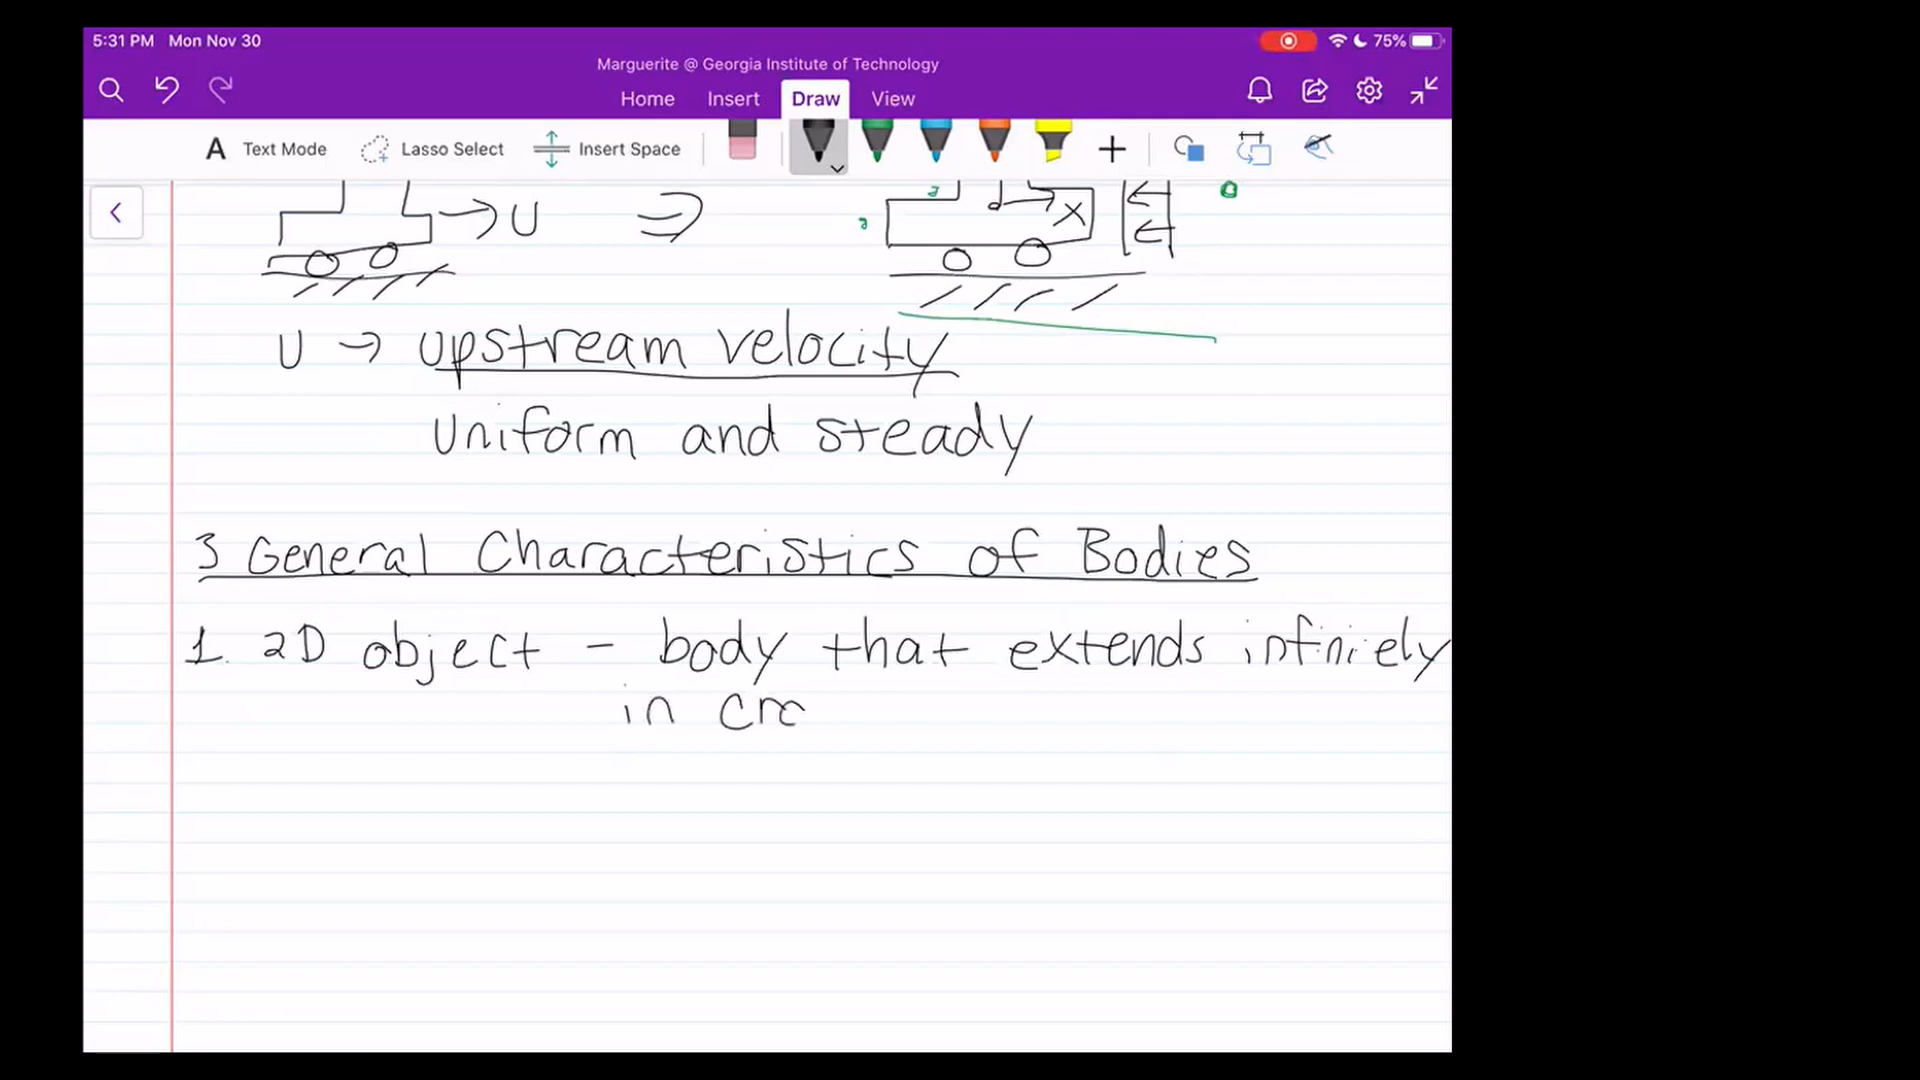 5:31 PM Mon Nov 30
75%
Marguerite @ Georgia Institute of Technology
Home Insert Draw View
A Text Mode Lasso Select Insert Space
→ U ⇒ X
U → upstream velocity
uniform and steady
3 General Characteristics of Bodies
1. 2D object - body that extends infiniely
in cro